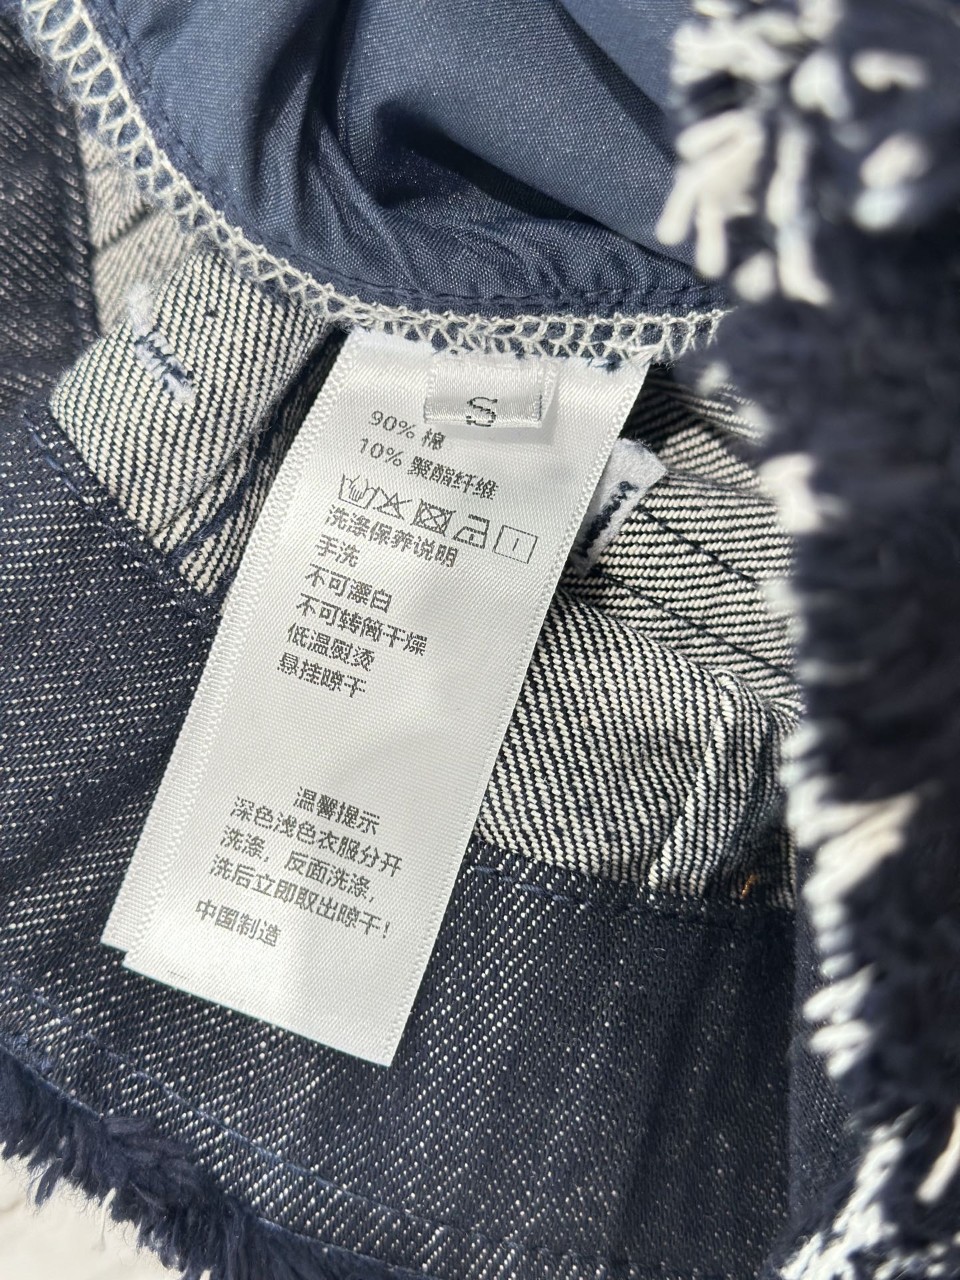 S
90% 棉
10% 聚酯纤维
洗涤保养说明
手洗
不可漂白
不可转筒干燥
低温熨烫
悬挂晾干
温馨提示
深色浅色衣服分开
洗涤，反面洗涤，
洗后立即取出晾干！
中国制造